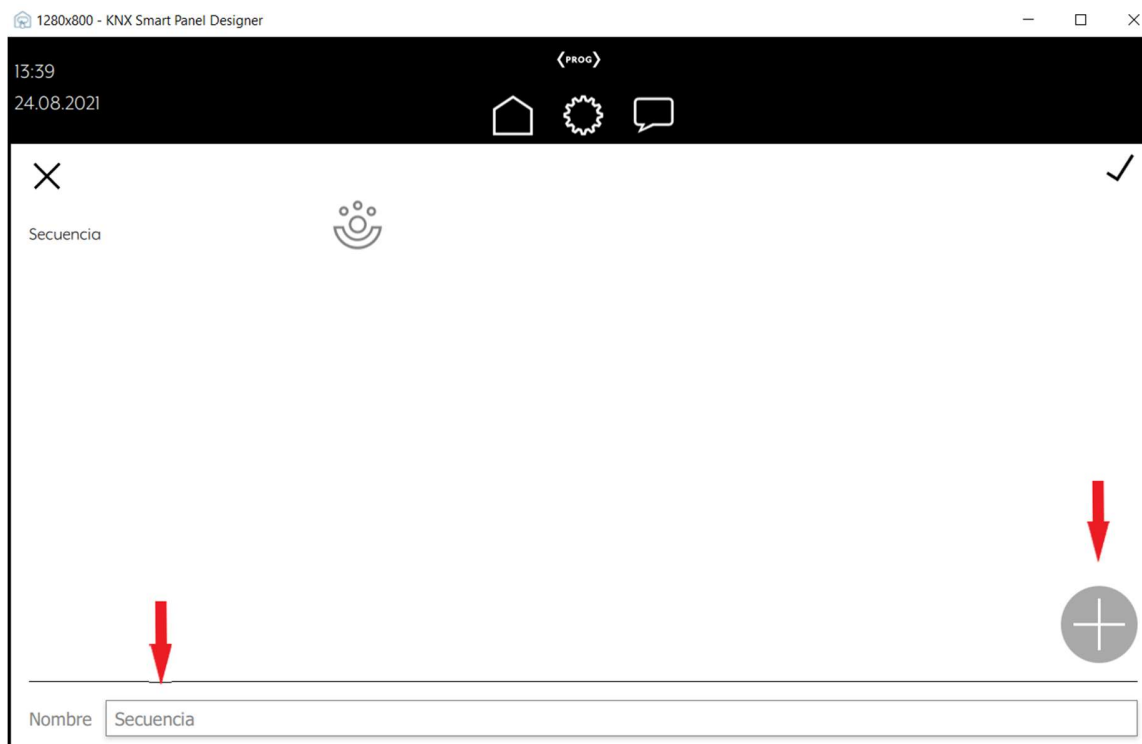 1280x800 - KNX Smart Panel Designer
13:39
24.08.2021
PROG
Secuencia
Nombre
Secuencia